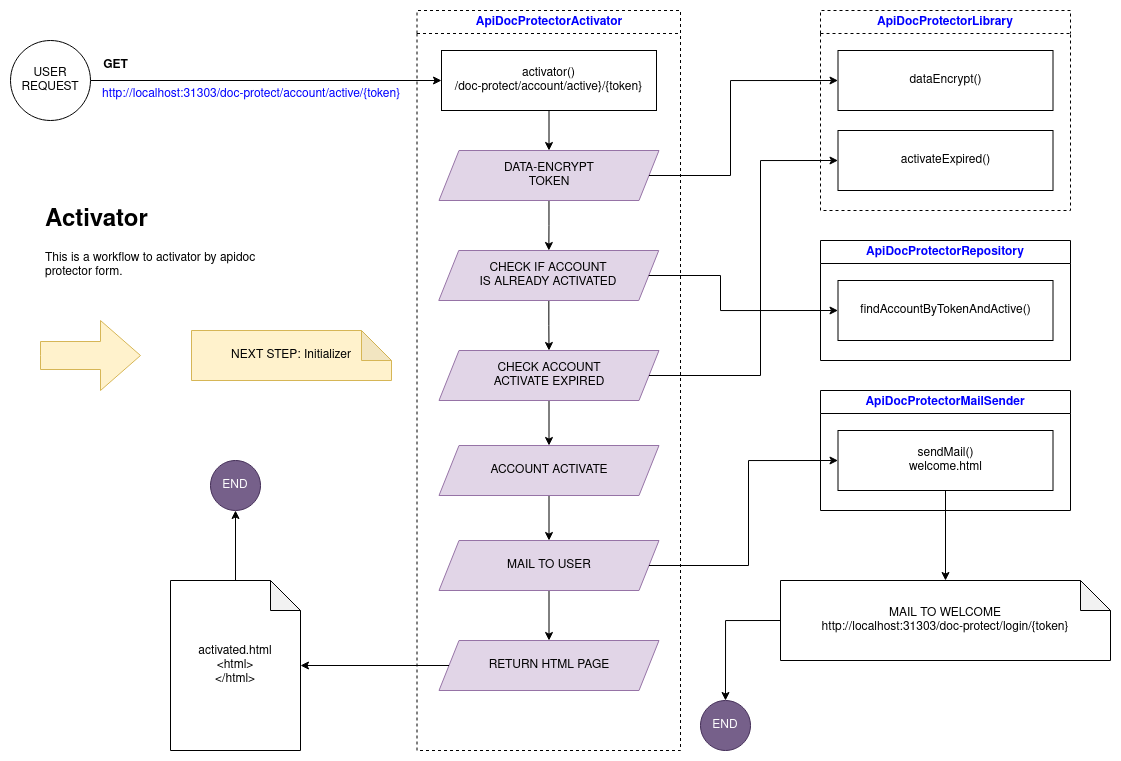 USER
REQUEST
GET
http://localhost:31303/doc-protect/account/active/{token}
Activator
This is a workflow to activator by apidoc
protector form.
NEXT STEP: Initializer
END
activated.html
<html>
</html>
ApiDocProtectorActivator
activator()
/doc-protect/account/active}/{token}
DATA-ENCRYPT
TOKEN
CHECK IF ACCOUNT
IS ALREADY ACTIVATED
CHECK ACCOUNT
ACTIVATE EXPIRED
ACCOUNT ACTIVATE
MAIL TO USER
RETURN HTML PAGE
ApiDocProtectorLibrary
dataEncrypt()
activateExpired()
ApiDocProtectorRepository
findAccountByTokenAndActive()
ApiDocProtectorMailSender
sendMail()
welcome.html
MAIL TO WELCOME
http://localhost:31303/doc-protect/login/{token}
END